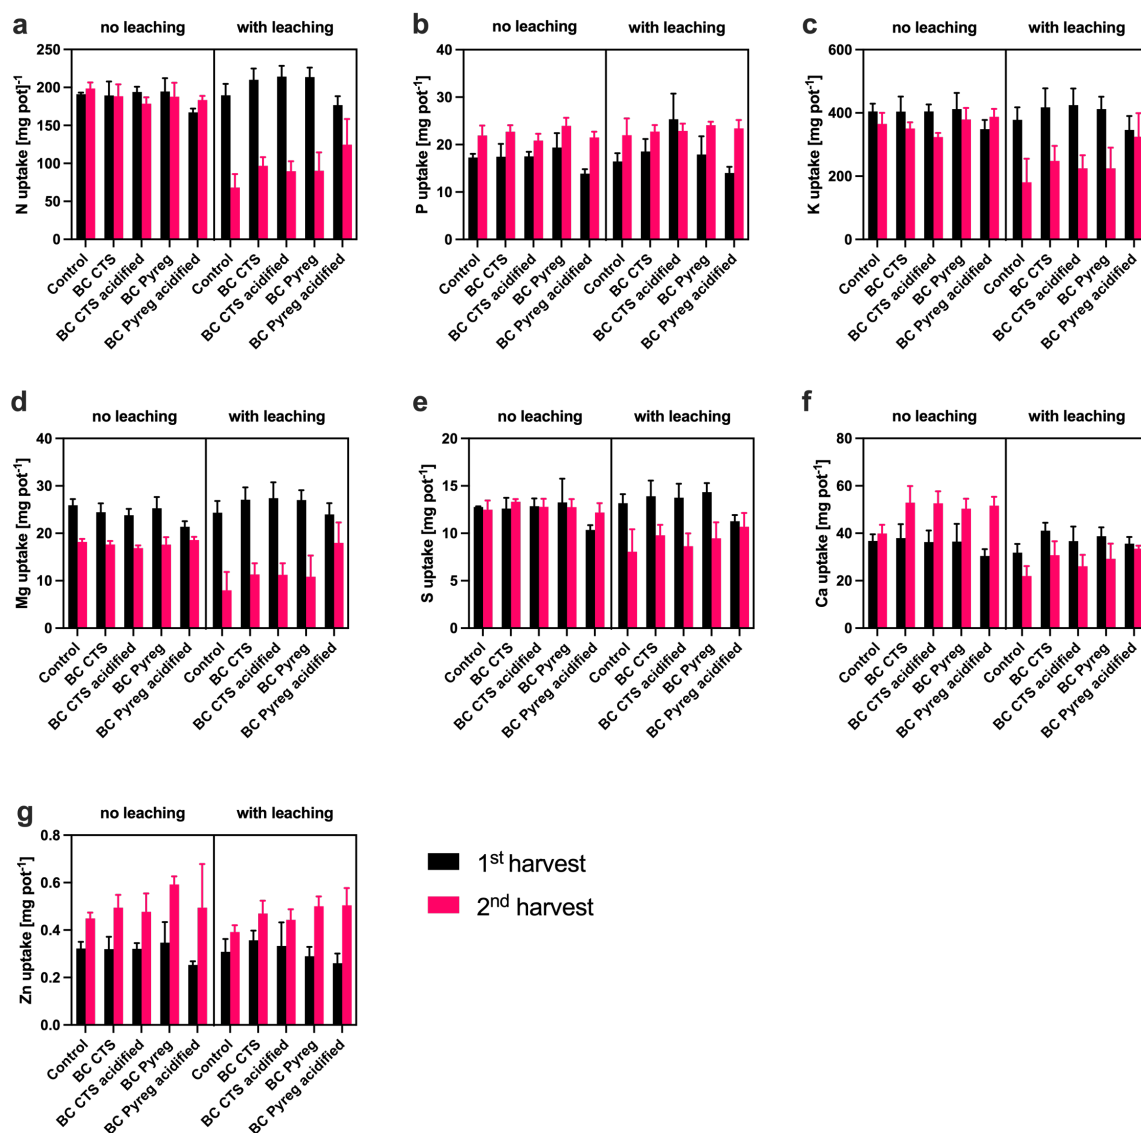 a
no leaching with leaching
N uptake [mg pot]-1
250
200
150
100
50
0
Control
BC CTS
BC CTS acidified
BC Pyreg
BC Pyreg acidified
Control
BC CTS
BC CTS acidified
BC Pyreg
BC Pyreg acidified
b
no leaching with leaching
P uptake [mg pot-1]
40
30
20
10
0
Control
BC CTS
BC CTS acidified
BC Pyreg
BC Pyreg acidified
Control
BC CTS
BC CTS acidified
BC Pyreg
BC Pyreg acidified
c
no leaching with leaching
K uptake [mg pot-1]
600
400
200
0
Control
BC CTS
BC CTS acidified
BC Pyreg
BC Pyreg acidified
Control
BC CTS
BC CTS acidified
BC Pyreg
BC Pyreg acidified
d
no leaching with leaching
Mg uptake [mg pot-1]
40
30
20
10
0
Control
BC CTS
BC CTS acidified
BC Pyreg
BC Pyreg acidified
Control
BC CTS
BC CTS acidified
BC Pyreg
BC Pyreg acidified
e
no leaching with leaching
S uptake [mg pot-1]
20
15
10
5
0
Control
BC CTS
BC CTS acidified
BC Pyreg
BC Pyreg acidified
Control
BC CTS
BC CTS acidified
BC Pyreg
BC Pyreg acidified
f
no leaching with leaching
Ca uptake [mg pot-1]
80
60
40
20
0
Control
BC CTS
BC CTS acidified
BC Pyreg
BC Pyreg acidified
Control
BC CTS
BC CTS acidified
BC Pyreg
BC Pyreg acidified
g
no leaching with leaching
Zn uptake [mg pot-1]
0.8
0.6
0.4
0.2
0.0
Control
BC CTS
BC CTS acidified
BC Pyreg
BC Pyreg acidified
Control
BC CTS
BC CTS acidified
BC Pyreg
BC Pyreg acidified
1st harvest
2nd harvest